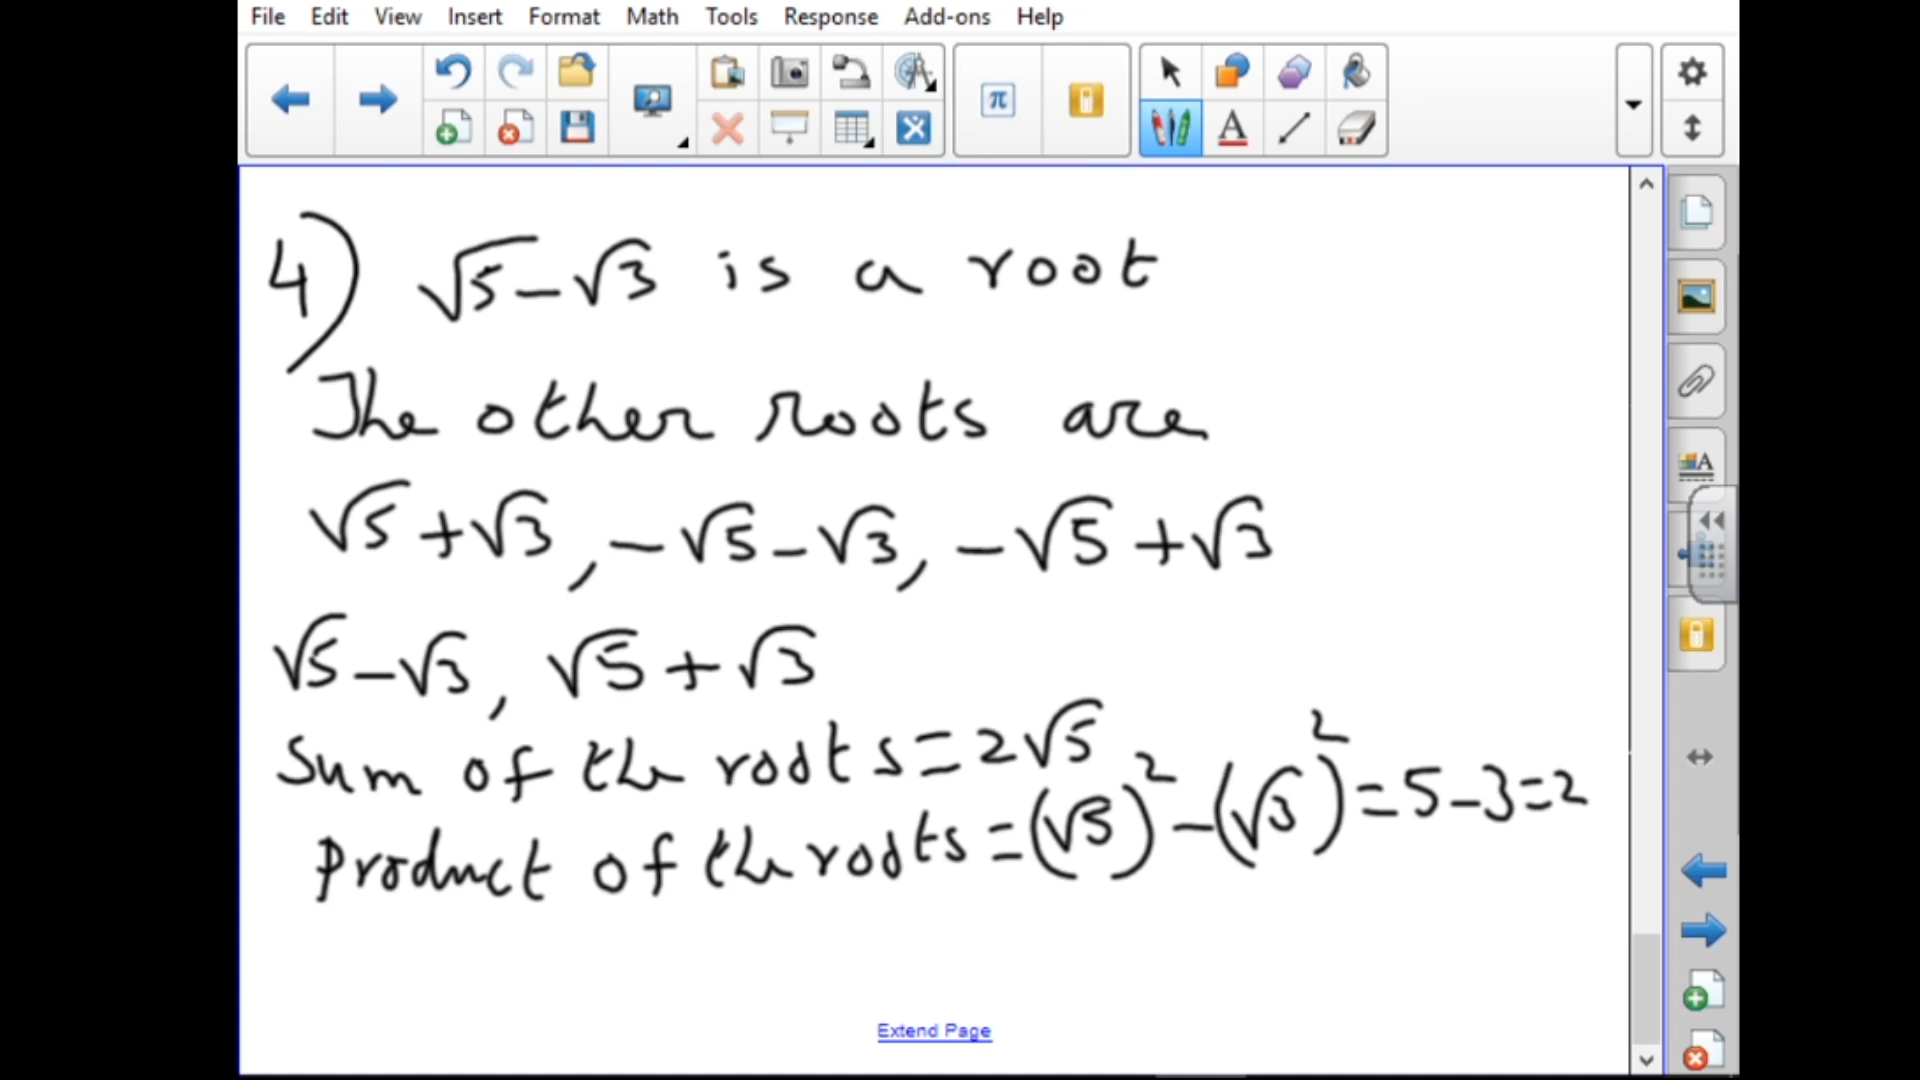 File Edit View Insert Format Math Tools Response Add-ons Help
4) √5-√3 is a root
The other roots are
√5+√3, -√5-√3, -√5+√3
√5-√3, √5+√3
Sum of the roots=2√5
product of the roots=(√5)²-(√3)²=5-3=2
Extend Page